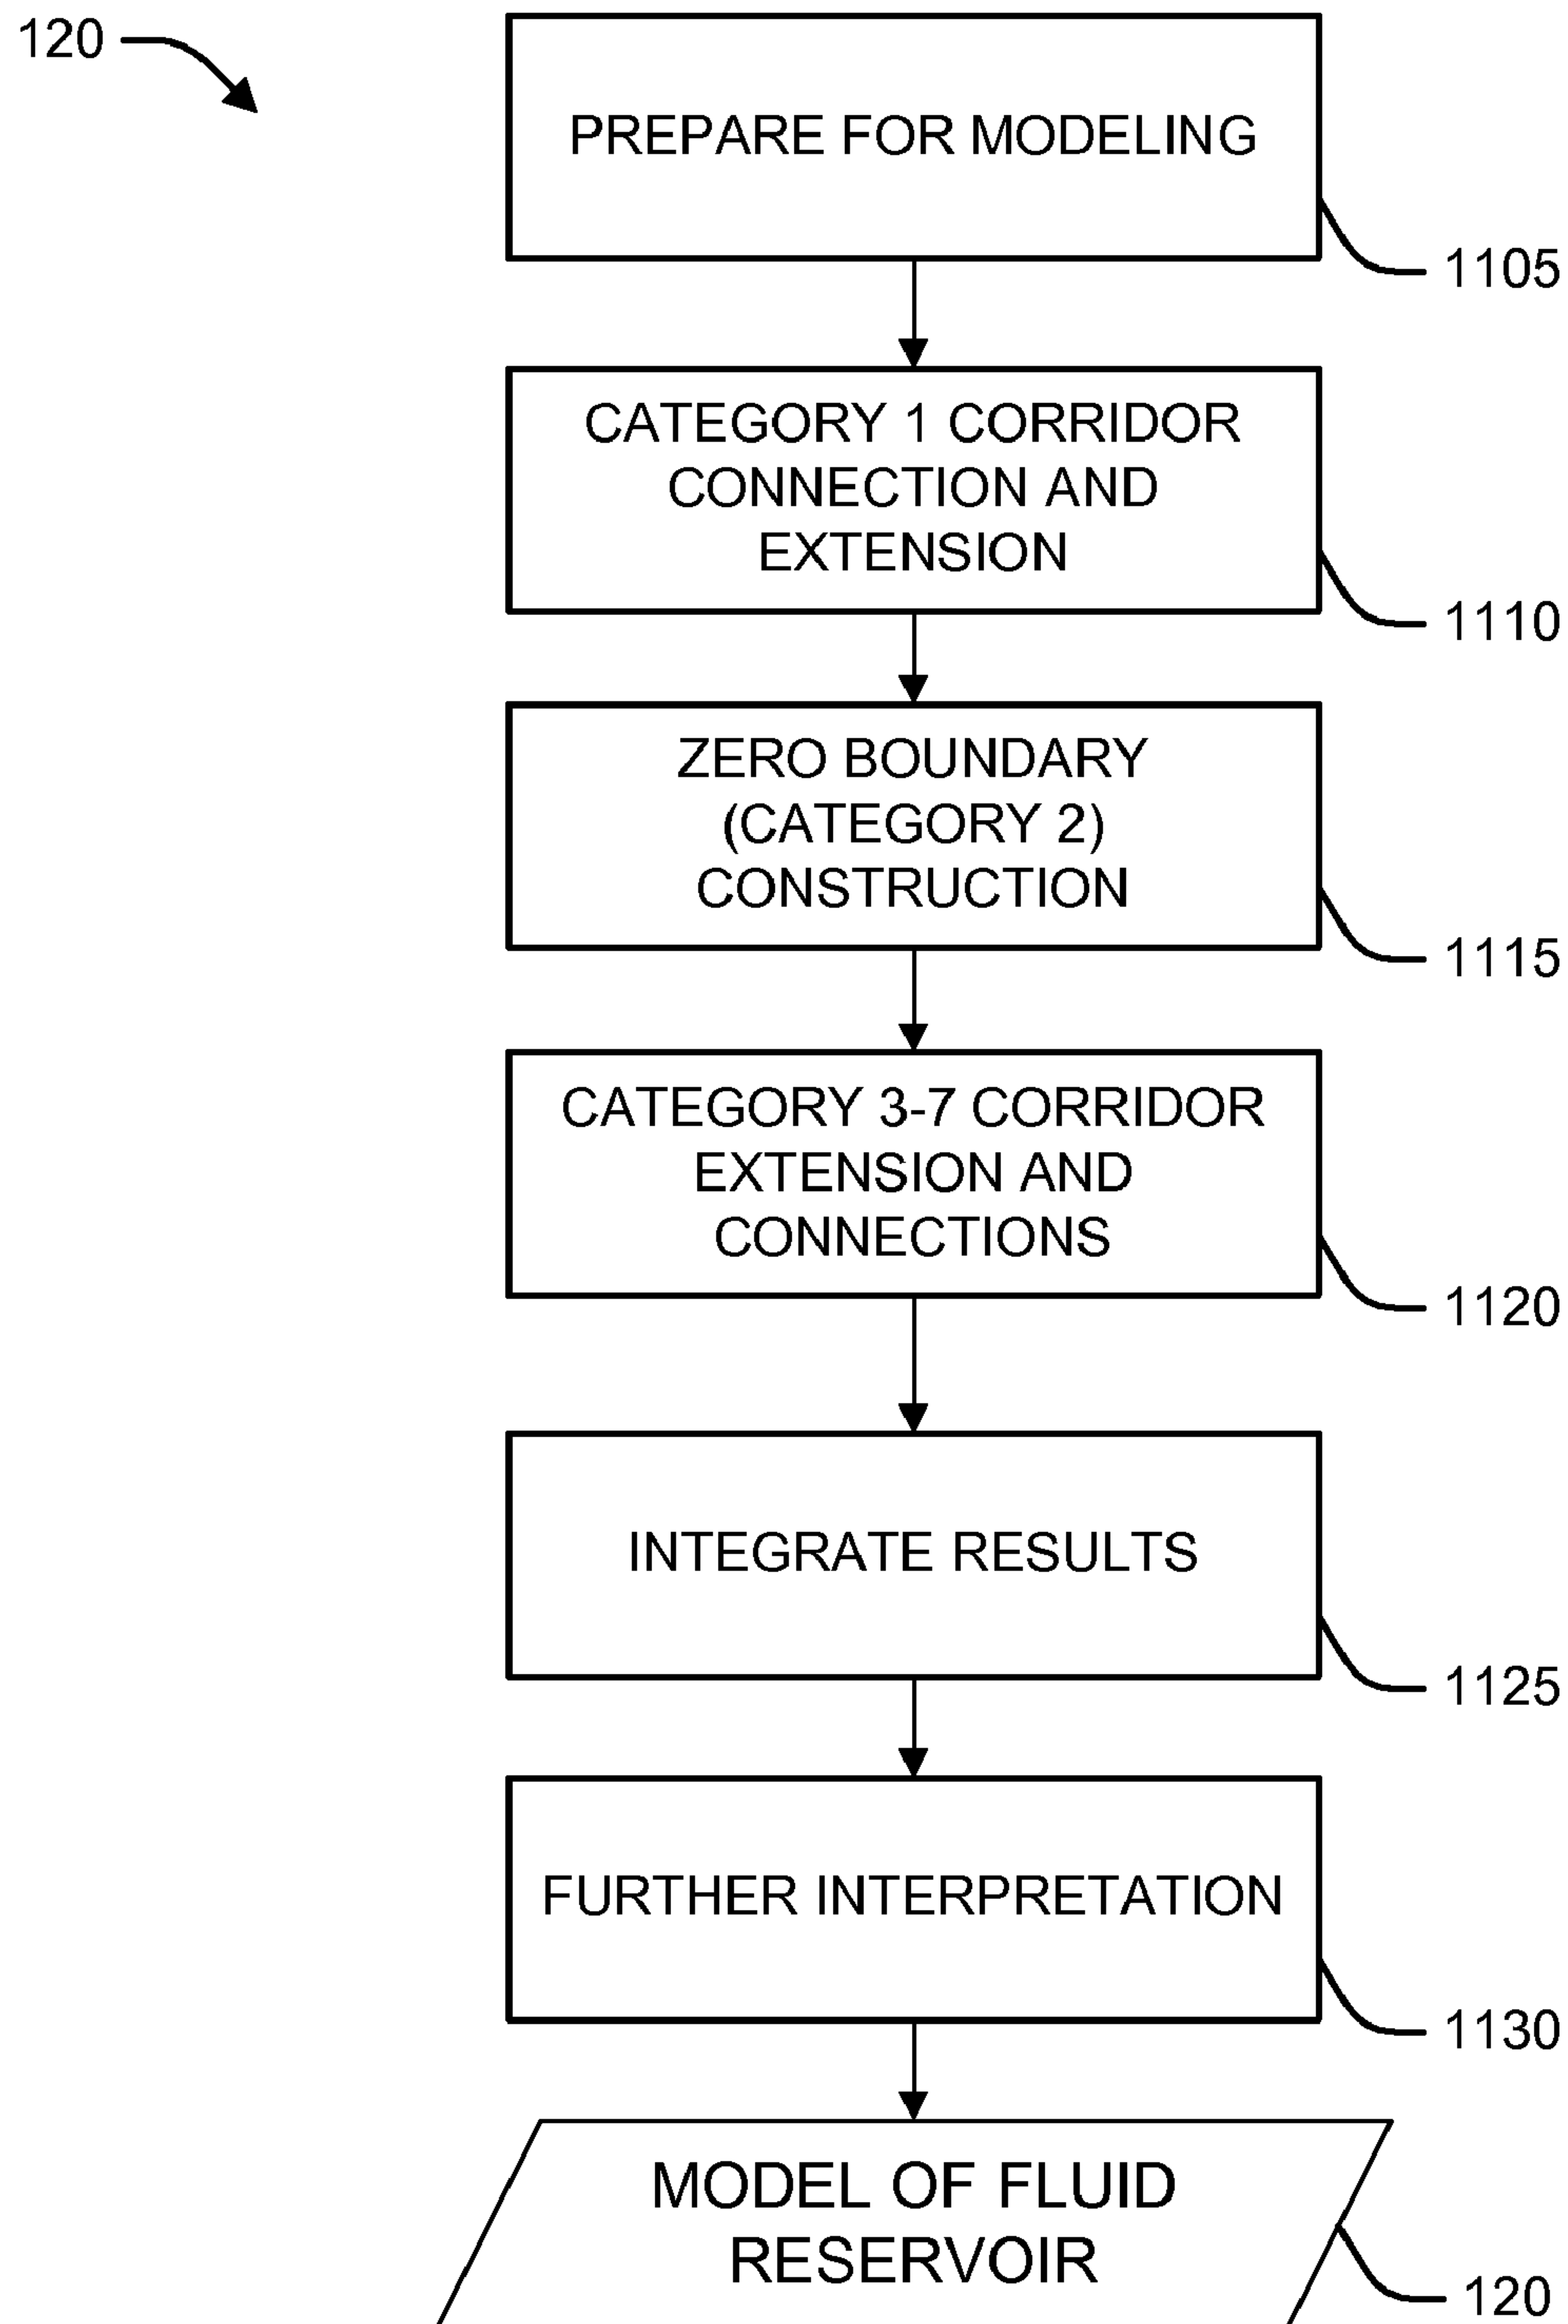 120
PREPARE FOR MODELING
1105
CATEGORY 1 CORRIDOR
CONNECTION AND
EXTENSION
1110
ZERO BOUNDARY
(CATEGORY 2)
CONSTRUCTION
1115
CATEGORY 3-7 CORRIDOR
EXTENSION AND
CONNECTIONS
1120
INTEGRATE RESULTS
1125
FURTHER INTERPRETATION
1130
MODEL OF FLUID
RESERVOIR
120